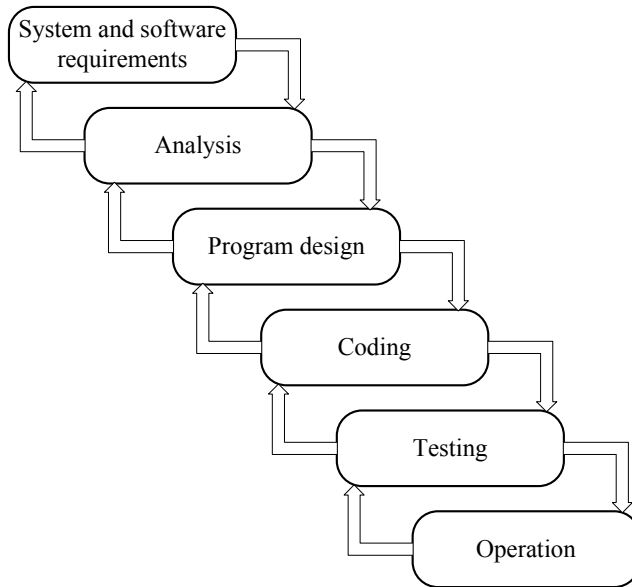 System and software
requirements
Analysis
Program design
Coding
Testing
Operation